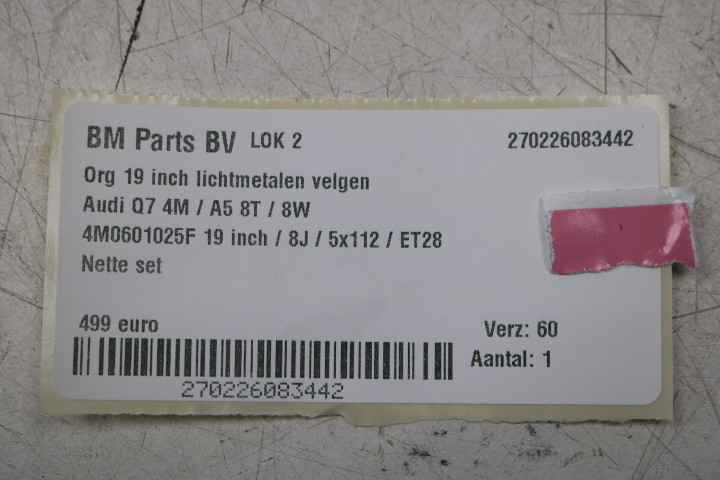 BM Parts BV LOK 2 270226083442
Org 19 inch lichtmetalen velgen
Audi Q7 4M / A5 8T / 8W
4M0601025F 19 inch / 8J / 5x112 / ET28
Nette set
499 euro Verz: 60
Aantal: 1
270226083442